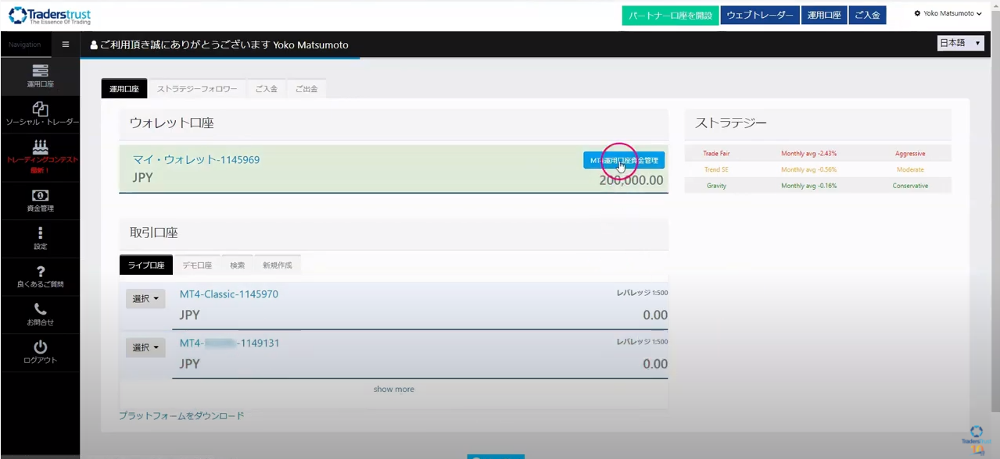 Traderstrust
The Essence Of Trading
パートナー口座を開設
ウェブトレーダー
運用口座
ご入金
Yoko Matsumoto
Navigation
ご利用頂き誠にありがとうございます Yoko Matsumoto
日本語
運用口座
ソーシャル・トレーダー
トレーディングコンテスト
開催！
資金管理
設定
良くあるご質問
お問合せ
ログアウト
運用口座
ストラテジーフォロワー
ご入金
ご出金
ウォレット口座
マイ・ウォレット-1145969
MT4運用口座資金管理
JPY
200,000.00
ストラテジー
Trade Fair Monthly avg -2.43% Aggressive
Trend SE Monthly avg -0.56% Moderate
Gravity Monthly avg -0.16% Conservative
取引口座
ライブ口座
デモ口座
検索
新規作成
選択
MT4-Classic-1145970
レバレッジ 1:500
JPY
0.00
選択
MT4- -1149131
レバレッジ 1:500
JPY
0.00
show more
プラットフォームをダウンロード
TradersTrust